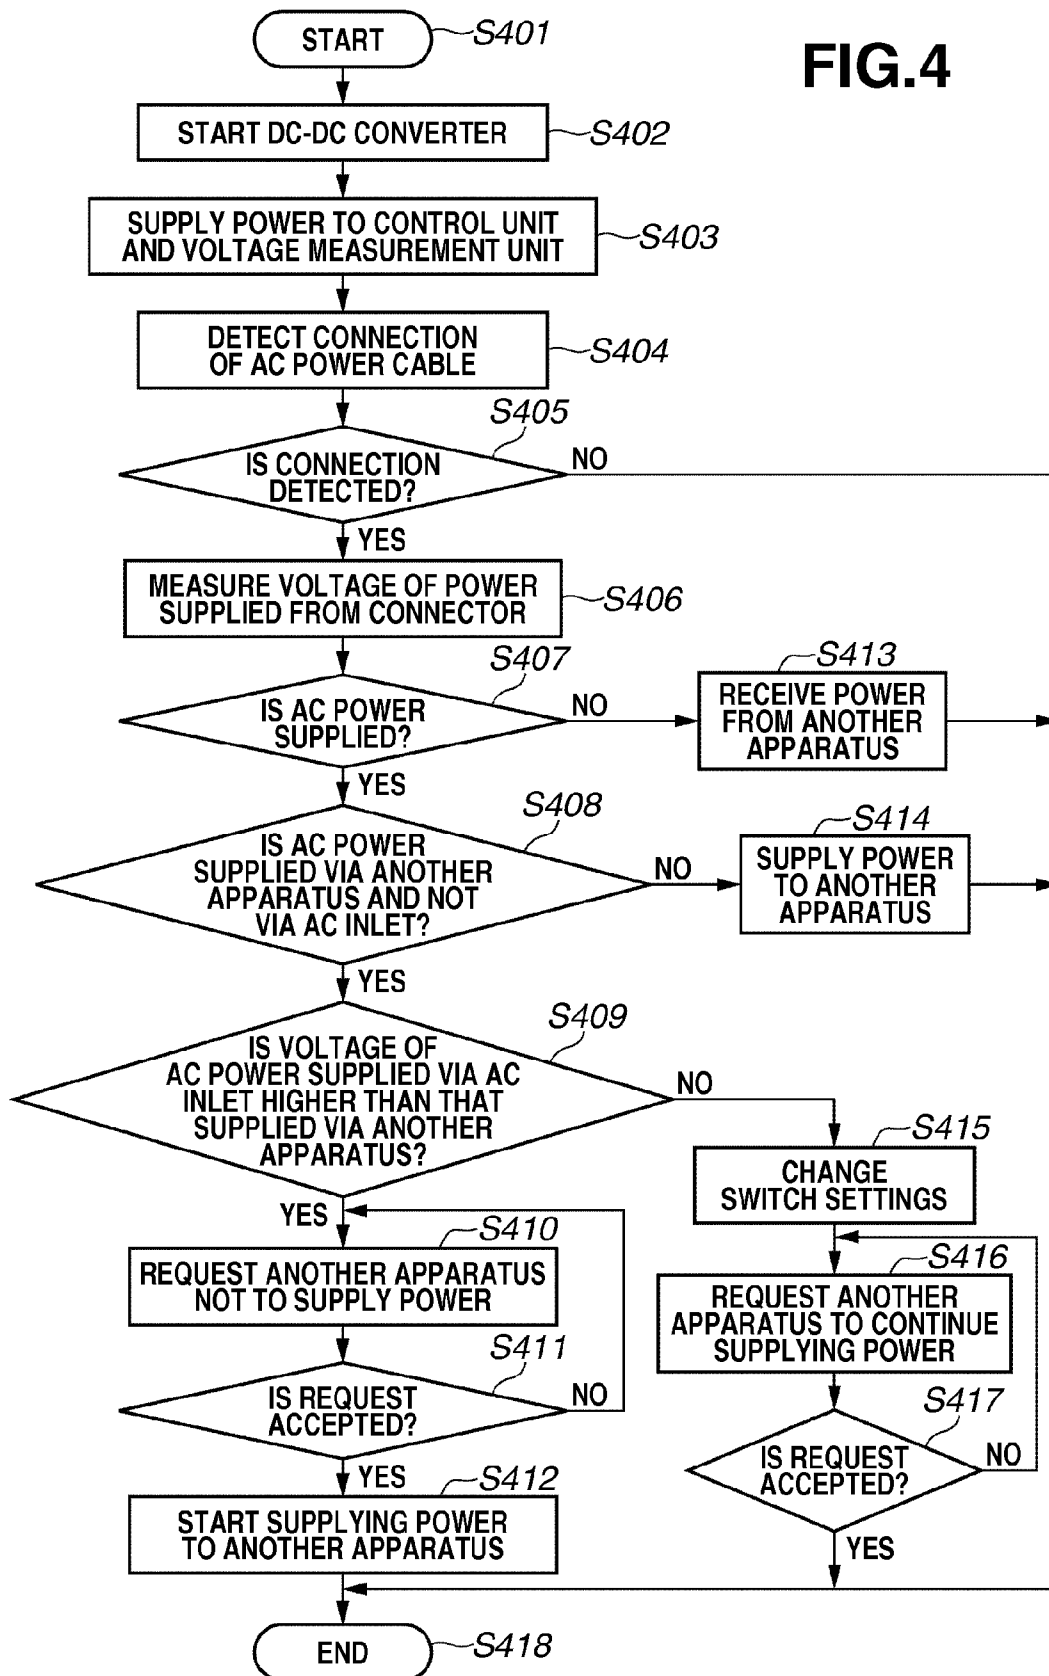 FIG.4
START
S401
START DC-DC CONVERTER
S402
SUPPLY POWER TO CONTROL UNIT
AND VOLTAGE MEASUREMENT UNIT
S403
DETECT CONNECTION
OF AC POWER CABLE
S404
S405
IS CONNECTION
DETECTED?
NO
YES
MEASURE VOLTAGE OF POWER
SUPPLIED FROM CONNECTOR
S406
S407
IS AC POWER
SUPPLIED?
NO
YES
S413
RECEIVE POWER
FROM ANOTHER
APPARATUS
S408
IS AC POWER
SUPPLIED VIA ANOTHER
APPARATUS AND NOT
VIA AC INLET?
NO
YES
S414
SUPPLY POWER
TO ANOTHER
APPARATUS
S409
IS VOLTAGE OF
AC POWER SUPPLIED VIA AC
INLET HIGHER THAN THAT
SUPPLIED VIA ANOTHER
APPARATUS?
NO
YES
S410
REQUEST ANOTHER APPARATUS
NOT TO SUPPLY POWER
S411
IS REQUEST
ACCEPTED?
NO
YES
S412
START SUPPLYING POWER
TO ANOTHER APPARATUS
S415
CHANGE
SWITCH SETTINGS
S416
REQUEST ANOTHER
APPARATUS TO CONTINUE
SUPPLYING POWER
S417
IS REQUEST
ACCEPTED?
NO
YES
END
S418